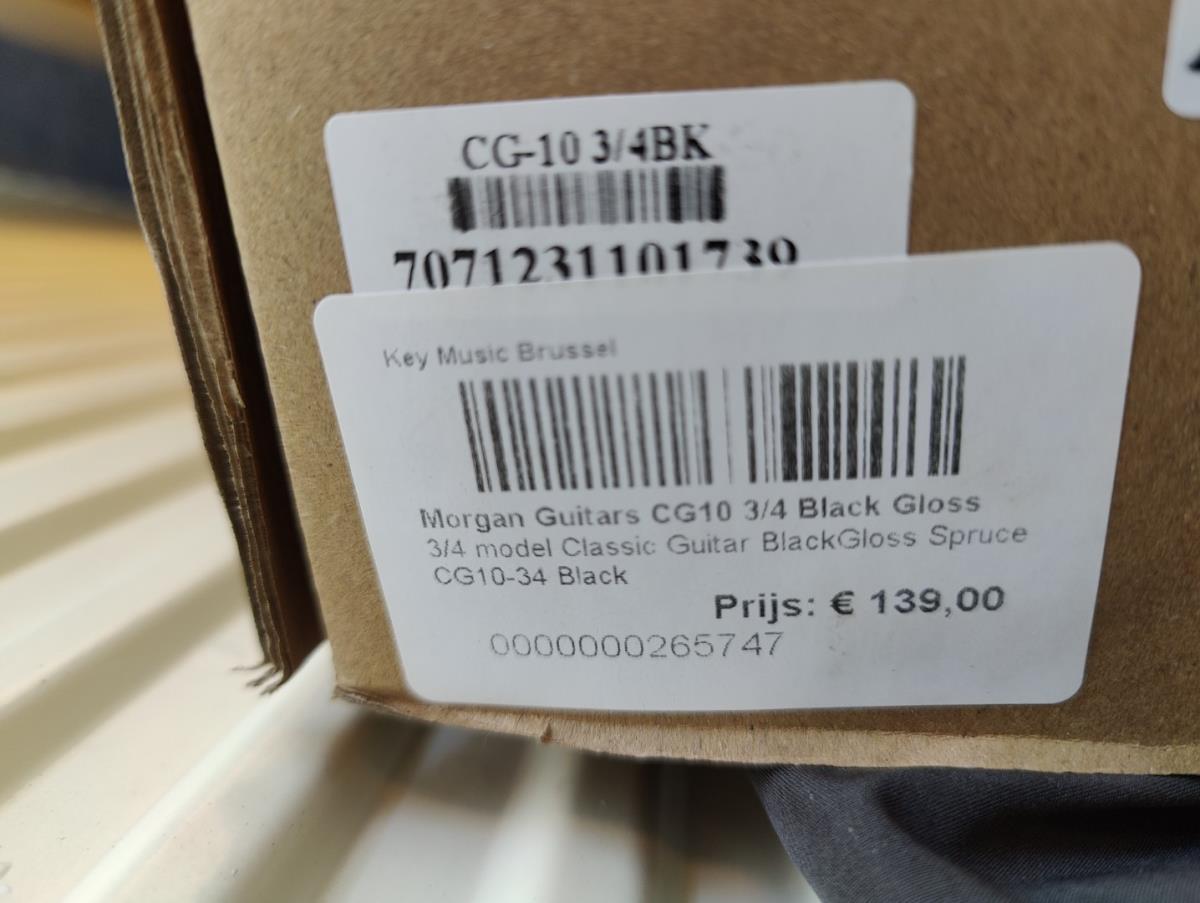 CG-10 3/4BK
7071231101739
Key Music Brussel
Morgan Guitars CG10 3/4 Black Gloss
3/4 model Classic Guitar BlackGloss Spruce
CG10-34 Black
Prijs: € 139,00
0000000265747